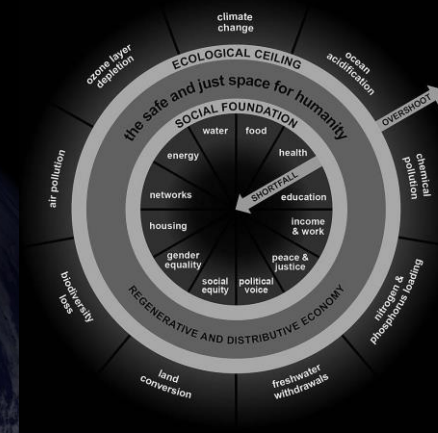 climate
change
ocean
acidification
chemical
pollution
nitrogen &
phosphorus loading
freshwater
withdrawals
land
conversion
biodiversity
loss
air pollution
ozone layer
depletion
ECOLOGICAL CEILING
OVERSHOOT
the safe and just space for humanity
SOCIAL FOUNDATION
water
food
health
SHORTFALL
education
income
& work
peace &
justice
political
voice
social
equity
gender
equality
housing
networks
energy
REGENERATIVE AND DISTRIBUTIVE ECONOMY